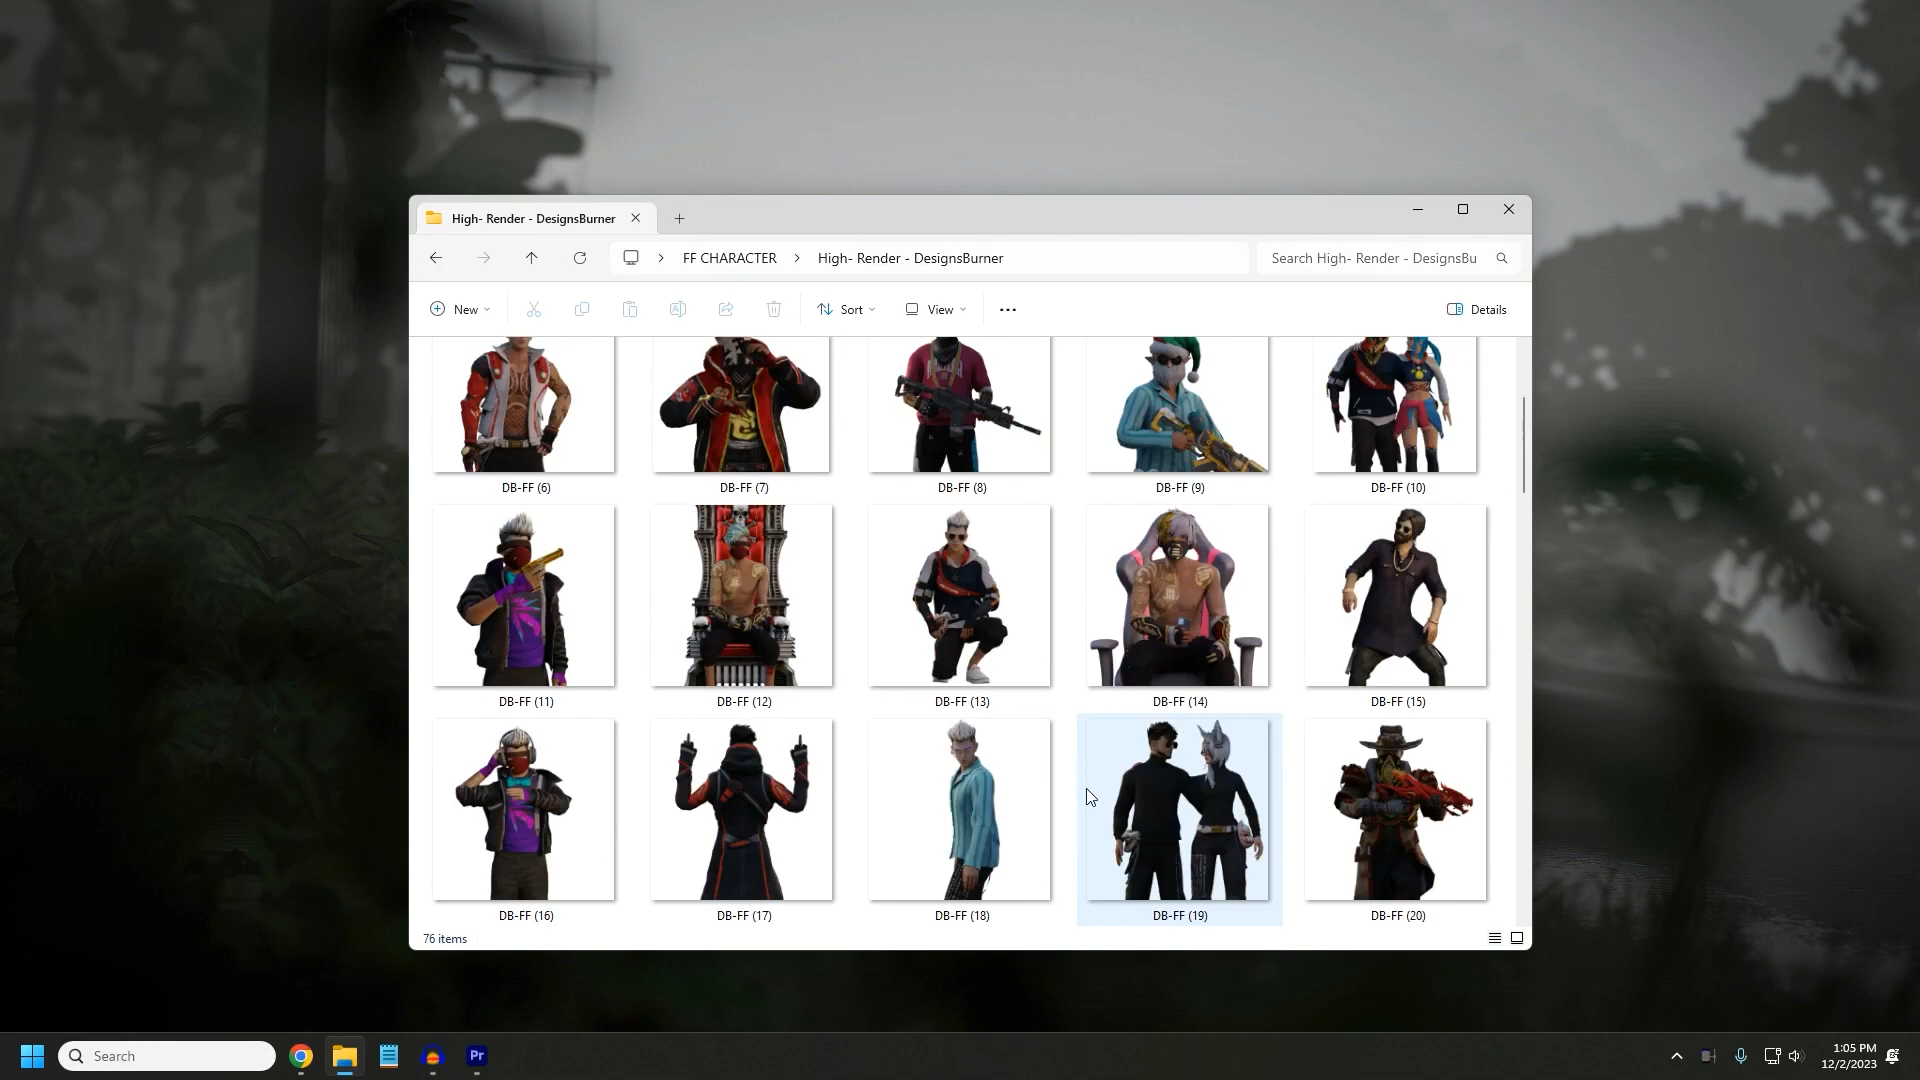 High- Render - DesignsBurner
FF CHARACTER
High- Render - DesignsBurner
Search High- Render - DesignsBu
New
Sort
View
Details
DB-FF (6)
DB-FF (7)
DB-FF (8)
DB-FF (9)
DB-FF (10)
DB-FF (11)
DB-FF (12)
DB-FF (13)
DB-FF (14)
DB-FF (15)
DB-FF (16)
DB-FF (17)
DB-FF (18)
DB-FF (19)
DB-FF (20)
76 items
Search
Pr
1:05 PM
12/2/2023